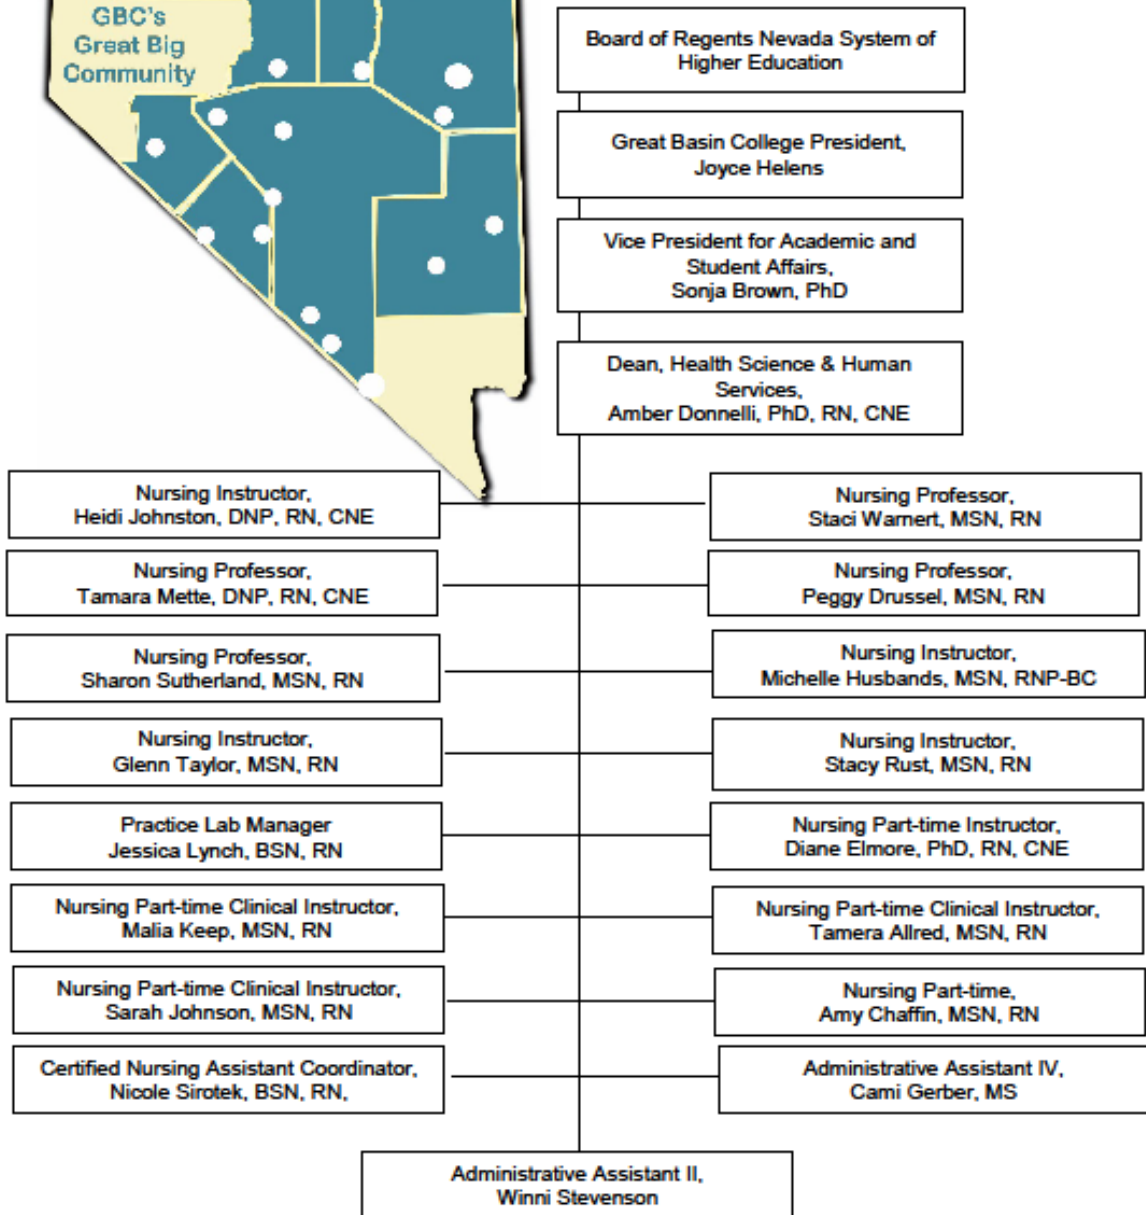 GBC's
Great Big
Community
Board of Regents Nevada System of
Higher Education
Great Basin College President,
Joyce Helens
Vice President for Academic and
Student Affairs,
Sonja Brown, PhD
Dean, Health Science & Human
Services,
Amber Donnelli, PhD, RN, CNE
Nursing Instructor,
Heidi Johnston, DNP, RN, CNE
Nursing Professor,
Staci Warnert, MSN, RN
Nursing Professor,
Tamara Mette, DNP, RN, CNE
Nursing Professor,
Peggy Drussel, MSN, RN
Nursing Professor,
Sharon Sutherland, MSN, RN
Nursing Instructor,
Michelle Husbands, MSN, RNP-BC
Nursing Instructor,
Glenn Taylor, MSN, RN
Nursing Instructor,
Stacy Rust, MSN, RN
Practice Lab Manager
Jessica Lynch, BSN, RN
Nursing Part-time Instructor,
Diane Elmore, PhD, RN, CNE
Nursing Part-time Clinical Instructor,
Malia Keep, MSN, RN
Nursing Part-time Clinical Instructor,
Tamera Allred, MSN, RN
Nursing Part-time Clinical Instructor,
Sarah Johnson, MSN, RN
Nursing Part-time,
Amy Chaffin, MSN, RN
Certified Nursing Assistant Coordinator,
Nicole Sirotek, BSN, RN,
Administrative Assistant IV,
Cami Gerber, MS
Administrative Assistant II,
Winni Stevenson